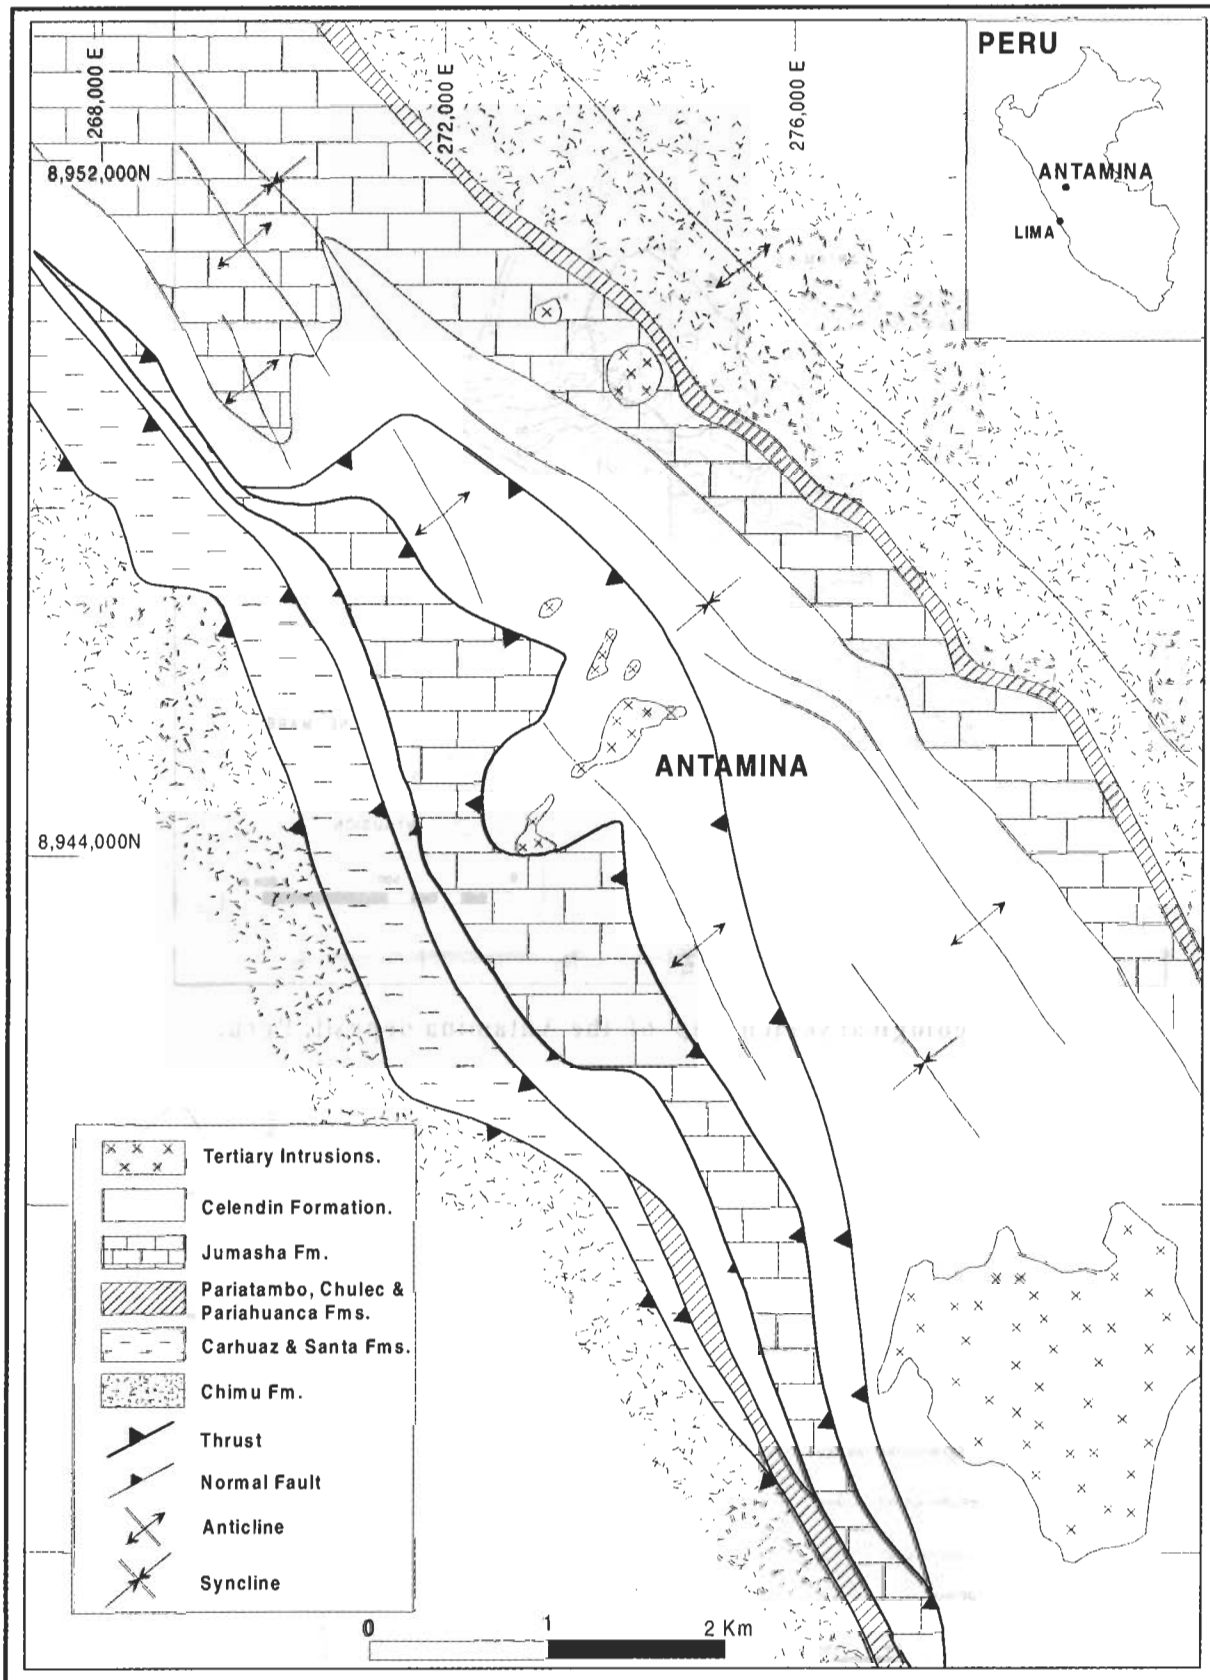 268,000 E
272,000 E
276,000 E
PERU
ANTAMINA
LIMA
8,952,000N
ANTAMINA
8,944,000N
Tertiary Intrusions.
Celendin Formation.
Jumasha Fm.
Pariatambo, Chulec &
Pariahuanca Fms.
Carhuaz & Santa Fms.
Chimu Fm.
Thrust
Normal Fault
Anticline
Syncline
0 1 2 Km